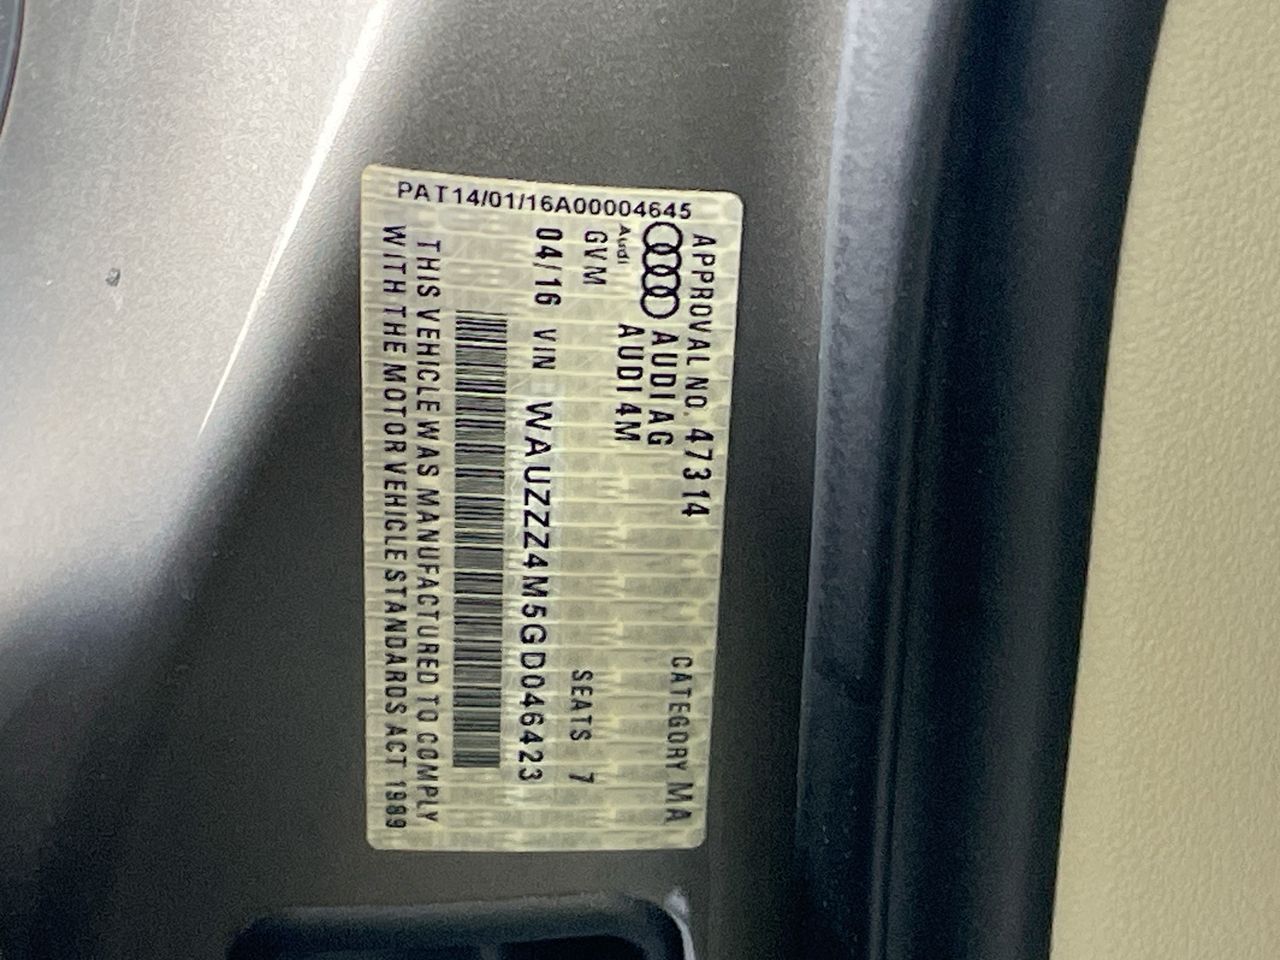 PAT14/01/16A00004645
APPROVAL NO. 47314 CATEGORY MA
AUDI AG
Audi AUDI 4M
GVM SEATS 7
04/16 VIN WAUZZZ4M5GD046423
THIS VEHICLE WAS MANUFACTURED TO COMPLY
WITH THE MOTOR VEHICLE STANDARDS ACT 1989